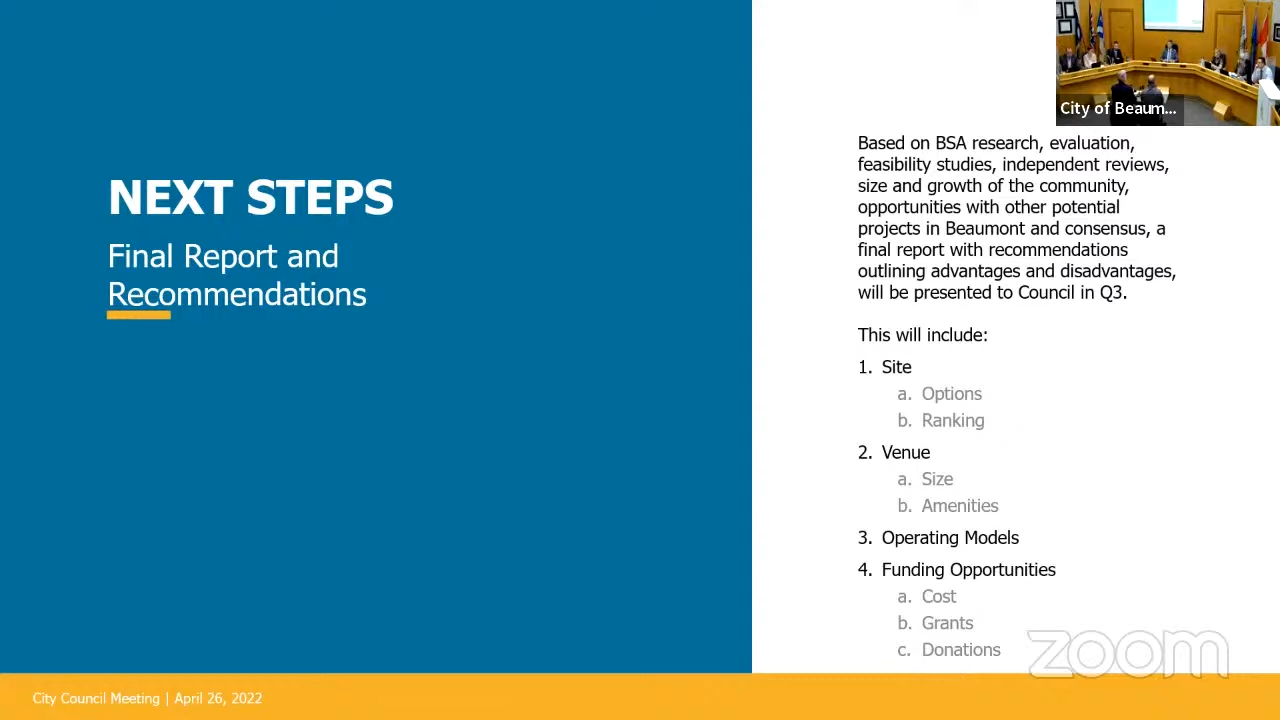 City of Beaum...
NEXT STEPS
Final Report and
Recommendations
Based on BSA research, evaluation,
feasibility studies, independent reviews,
size and growth of the community,
opportunities with other potential
projects in Beaumont and consensus, a
final report with recommendations
outlining advantages and disadvantages,
will be presented to Council in Q3.
This will include:
1. Site
a. Options
b. Ranking
2. Venue
a. Size
b. Amenities
3. Operating Models
4. Funding Opportunities
a. Cost
b. Grants
c. Donations
zoom
City Council Meeting | April 26, 2022